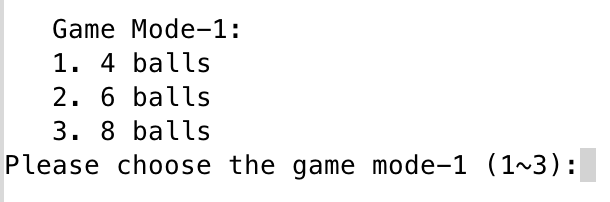 Game Mode-1:
1. 4 balls
2. 6 balls
3. 8 balls
Please choose the game mode-1 (1~3):